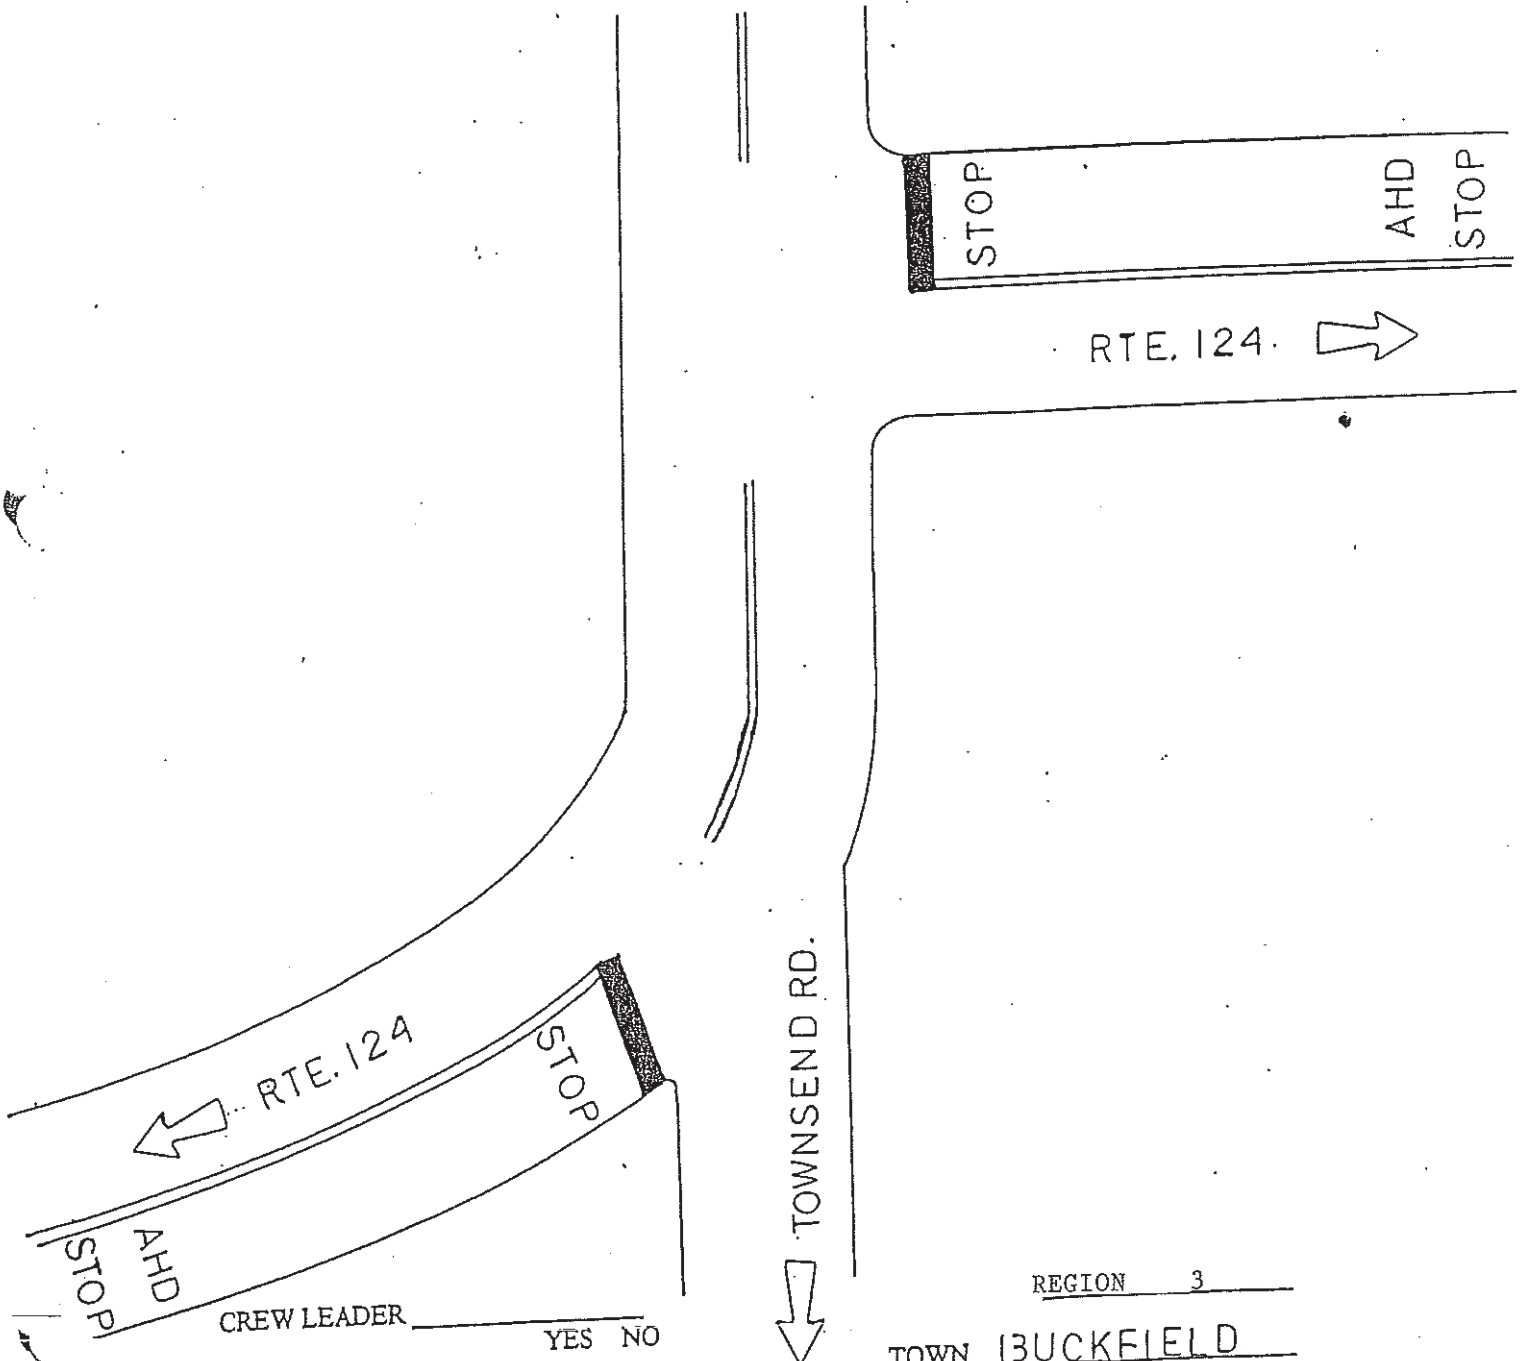 STOP
AHD
STOP
RTE. 124.
TOWNSEND RD.
RTE. 124
STOP
AHD
STOP
REGION 3
CREW LEADER
YES NO
TOWN BUCKFIELD